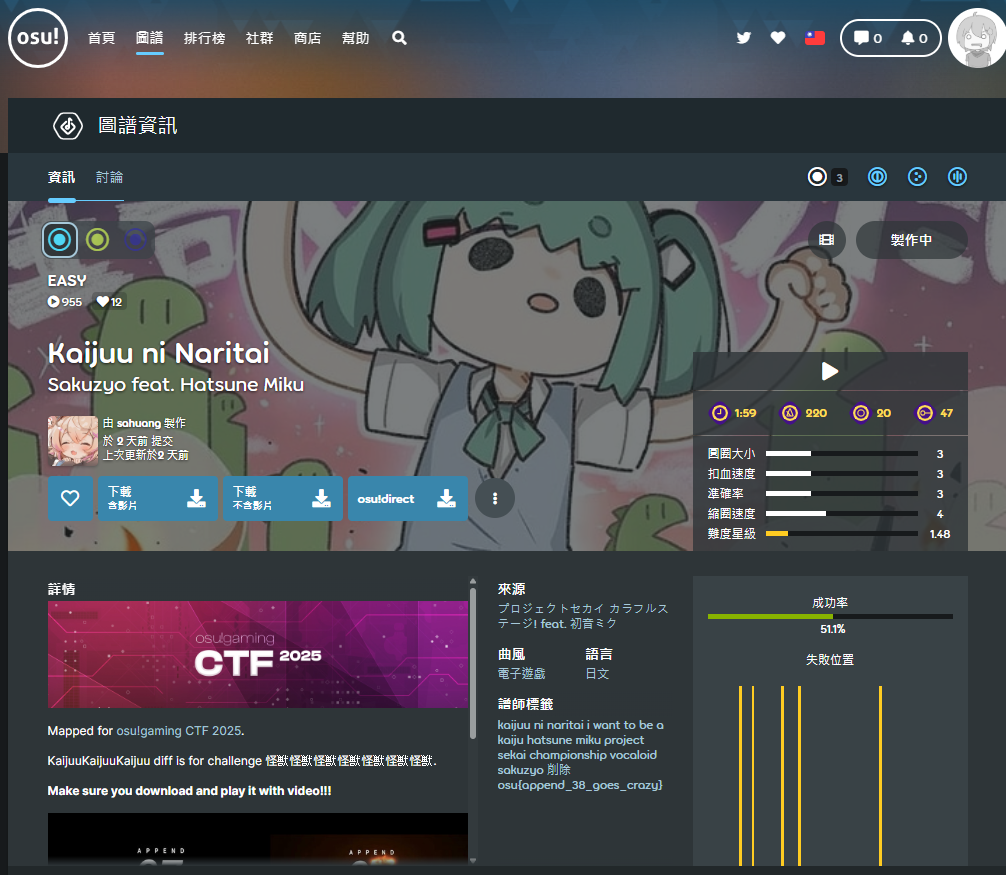 osu!
首頁 圖譜 排行榜 社群 商店 幫助
0 0
圖譜資訊
資訊 討論
3
製作中
EASY
955 12
Kaijuu ni Naritai
Sakuzyo feat. Hatsune Miku
由 sahuang 製作
於 2 天前 提交
上次更新於2 天前
下載
含影片
下載
不含影片
osu!direct
1:59 220 20 47
圓圈大小 3
扣血速度 3
準確率 3
縮圈速度 4
難度星級 1.48
詳情
osu!gaming
CTF 2025
Mapped for osu!gaming CTF 2025.
KaijuuKaijuuKaijuu diff is for challenge 怪獣怪獣怪獣怪獣怪獣怪獣怪獣.
Make sure you download and play it with video!!!
APPEND
APPEND
來源
プロジェクトセカイ カラフルス
テージ! feat. 初音ミク
曲風 語言
電子遊戲 日文
譜師標籤
kaijuu ni naritai i want to be a
kaiju hatsune miku project
sekai championship vocaloid
sakuzyo 削除
osu{append_38_goes_crazy}
成功率
51.1%
失敗位置